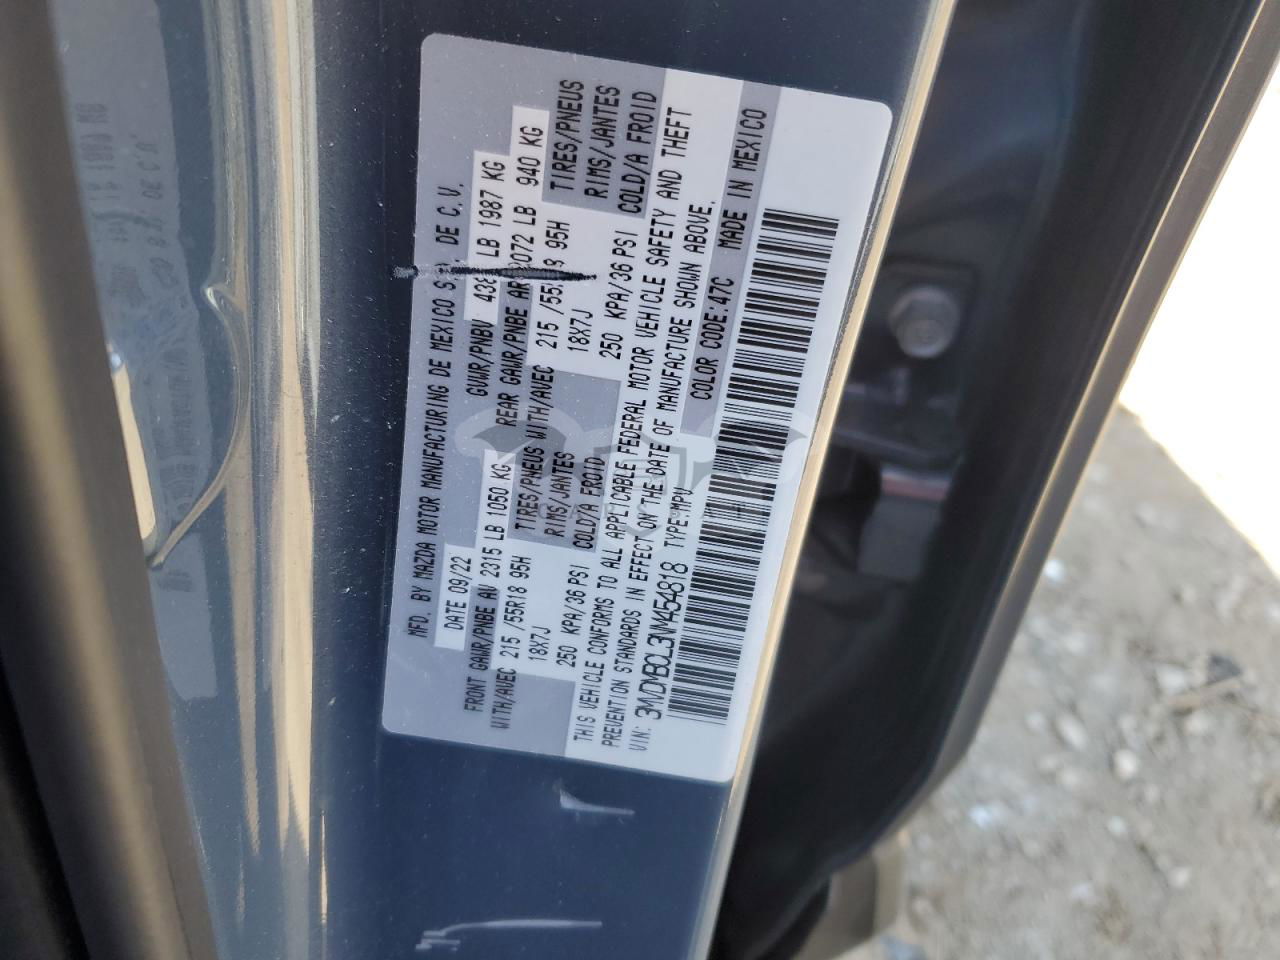 MFD. BY MAZDA MOTOR MANUFACTURING DE MEXICO S DE C.V.
DATE 09/22 GVWR/PNBV 438 LB 1987 KG
FRONT GAWR/PNBE AV 2315 LB 1050 KG REAR GAWR/PNBE AR 2072 LB 940 KG
WITH/AVEC 215 /55R18 95H TIRES/PNEUS WITH/AVEC 215 /55 8 95H TIRES/PNEUS
18X7J RIMS/JANTES 18X7J RIMS/JANTES
250 KPA/36 PSI COLD/A FROID 250 KPA/36 PSI COLD/A FROID
THIS VEHICLE CONFORMS TO ALL APPLICABLE FEDERAL MOTOR VEHICLE SAFETY AND THEFT
PREVENTION STANDARDS IN EFFECT ON THE DATE OF MANUFACTURE SHOWN ABOVE.
VIN: 3MVDMBCL3NM454818 TYPE:MPV COLOR CODE:47C MADE IN MEXICO